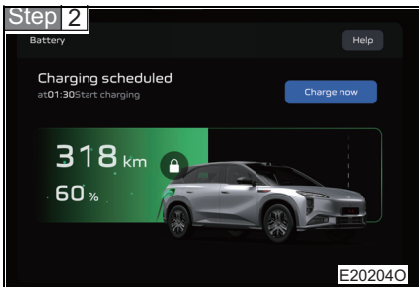 Step 2
Battery
Help
Charging scheduled
at01:30Start charging
Charge now
318 km
60 %
E20204O